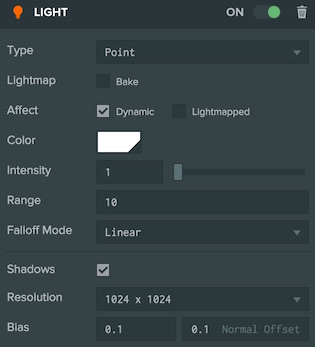 LIGHT ON
Type Point
Lightmap Bake
Affect Dynamic Lightmapped
Color
Intensity 1
Range 10
Falloff Mode Linear
Shadows
Resolution 1024 x 1024
Bias 0.1 0.1 Normal Offset